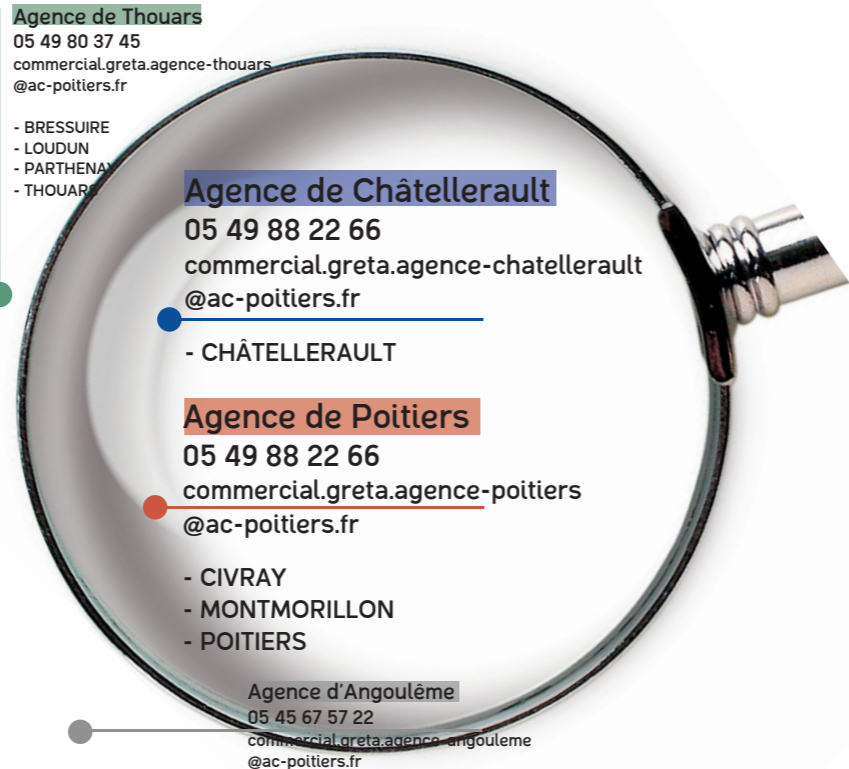 Agence de Thouars
05 49 80 37 45
commercial.greta.agence-thouars
@ac-poitiers.fr
- BRESSUIRE
- LOUDUN
- PARTHENAY
- THOUARS
Agence de Châtellerault
05 49 88 22 66
commercial.greta.agence-chatellerault
@ac-poitiers.fr
- CHÂTELLERAULT
Agence de Poitiers
05 49 88 22 66
commercial.greta.agence-poitiers
@ac-poitiers.fr
- CIVRAY
- MONTMORILLON
- POITIERS
Agence d'Angoulême
05 45 67 57 22
commercial.greta.agence-angouleme
@ac-poitiers.fr